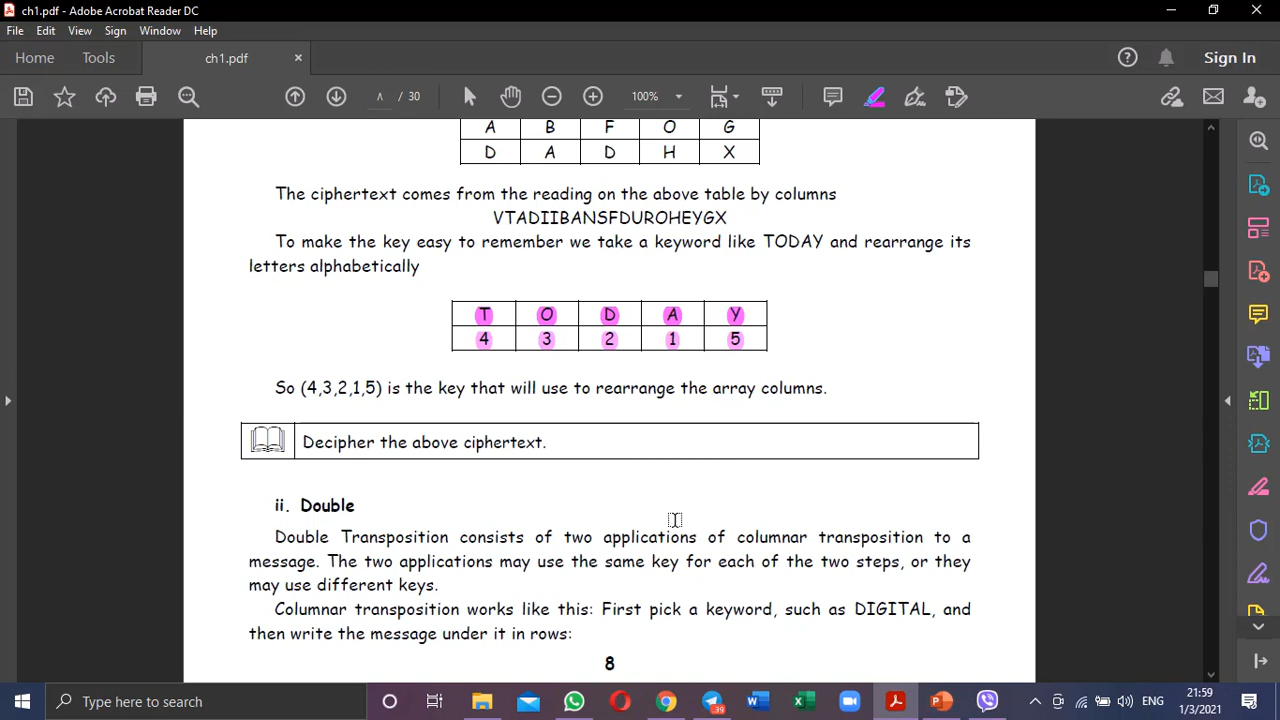 ch1.pdf - Adobe Acrobat Reader DC
File Edit View Sign Window Help
Home Tools ch1.pdf × Sign In
٨ / 30 100%
A B F O G
D A D H X
The ciphertext comes from the reading on the above table by columns
VTADIIBANSFDUROHEYGX
To make the key easy to remember we take a keyword like TODAY and rearrange its
letters alphabetically
T O D A Y
4 3 2 1 5
So (4,3,2,1,5) is the key that will use to rearrange the array columns.
Decipher the above ciphertext.
ii. Double
Double Transposition consists of two applications of columnar transposition to a
message. The two applications may use the same key for each of the two steps, or they
may use different keys.
Columnar transposition works like this: First pick a keyword, such as DIGITAL, and
then write the message under it in rows:
8
Type here to search
39
ENG
21:59
1/3/2021